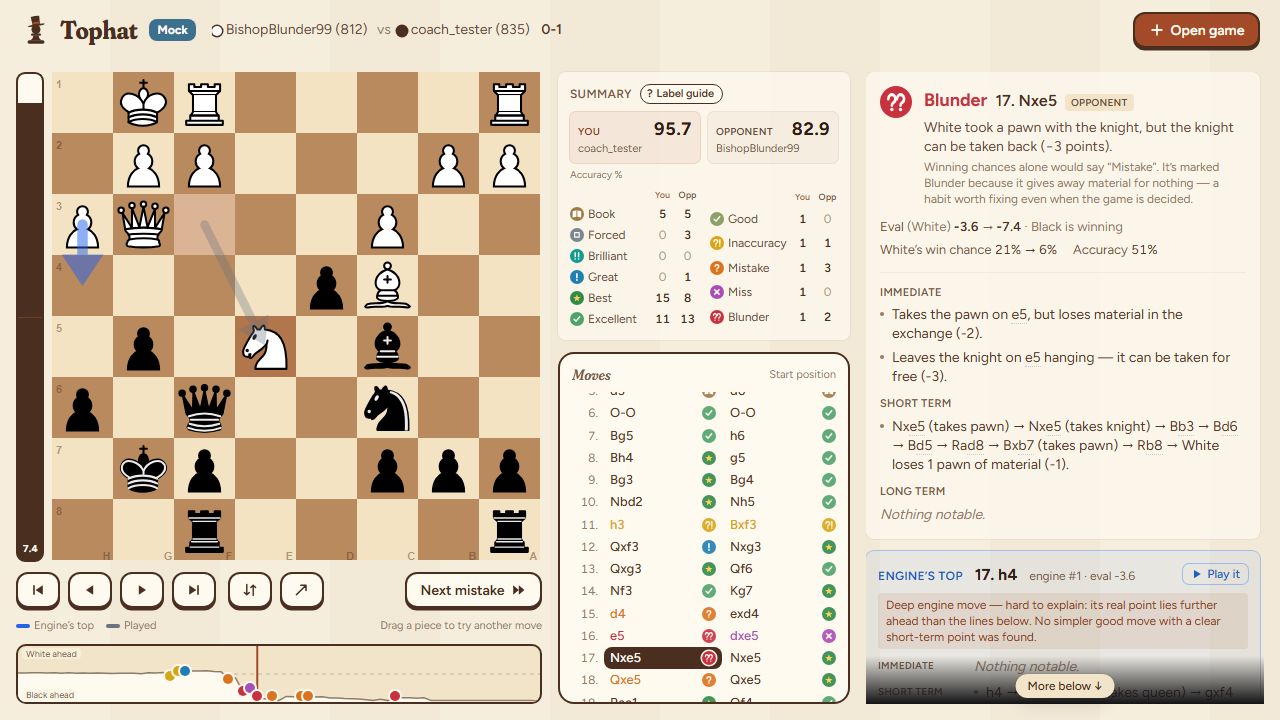 Tophat
Mock
BishopBlunder99 (812) vs coach_tester (835) 0-1
Open game
1
2
3
4
5
6
7
8
H G F E D C B A
7.4
Next mistake
Engine's top Played
Drag a piece to try another move
White ahead
Black ahead
SUMMARY
? Label guide
YOU 95.7
coach_tester
OPPONENT 82.9
BishopBlunder99
Accuracy %
You Opp
Book 5 5
Forced 0 3
Brilliant 0 0
Great 0 1
Best 15 8
Excellent 11 13
You Opp
Good 1 0
Inaccuracy 1 1
Mistake 1 3
Miss 1 0
Blunder 1 2
Moves
Start position
6. O-O O-O
7. Bg5 h6
8. Bh4 g5
9. Bg3 Bg4
10. Nbd2 Nh5
11. h3 Bxf3
12. Qxf3 Nxg3
13. Qxg3 Qf6
14. Nf3 Kg7
15. d4 exd4
16. e5 dxe5
17. Nxe5 Nxe5
18. Qxe5 Qxe5
Blunder 17. Nxe5 OPPONENT
White took a pawn with the knight, but the knight
can be taken back (−3 points).
Winning chances alone would say “Mistake”. It’s marked
Blunder because it gives away material for nothing — a
habit worth fixing even when the game is decided.
Eval (White) -3.6 → -7.4 · Black is winning
White’s win chance 21% → 6% Accuracy 51%
IMMEDIATE
• Takes the pawn on e5, but loses material in the
exchange (-2).
• Leaves the knight on e5 hanging — it can be taken for
free (-3).
SHORT TERM
• Nxe5 (takes pawn) → Nxe5 (takes knight) → Bb3 → Bd6
→ Bd5 → Rad8 → Bxb7 (takes pawn) → Rb8 → White
loses 1 pawn of material (-1).
LONG TERM
Nothing notable.
ENGINE’S TOP 17. h4 engine #1 · eval -3.6
Play it
Deep engine move — hard to explain: its real point lies further
ahead than the lines below. No simpler good move with a clear
short-term point was found.
IMMEDIATE Nothing notable.
SHORT TERM • h4 → queen) → gxf4
More below ↓